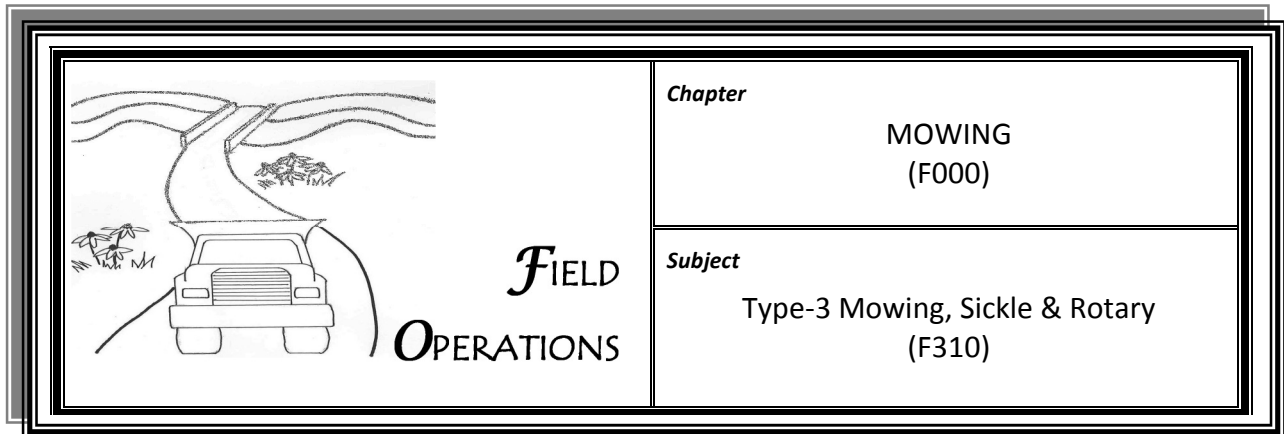 FIELD
OPERATIONS
Chapter
MOWING
(F000)
Subject
Type-3 Mowing, Sickle & Rotary
(F310)